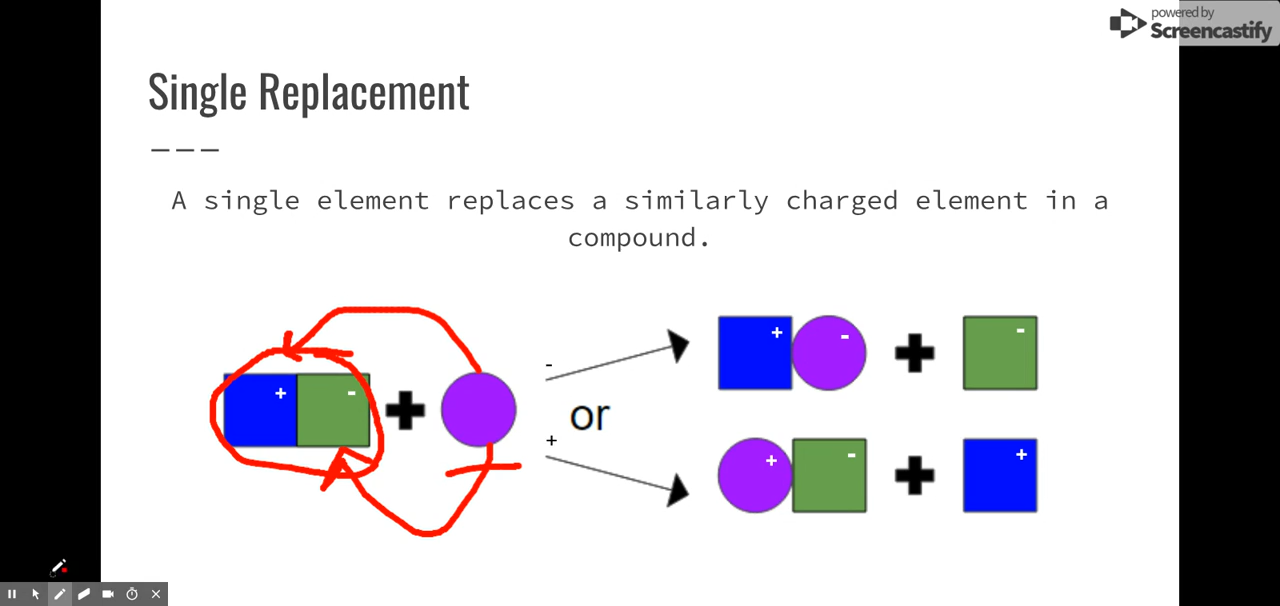 powered by
Screencastify
Single Replacement
A single element replaces a similarly charged element in a
compound.
+ -
+
-
or
+
+ -
+
-
+ -
+
+